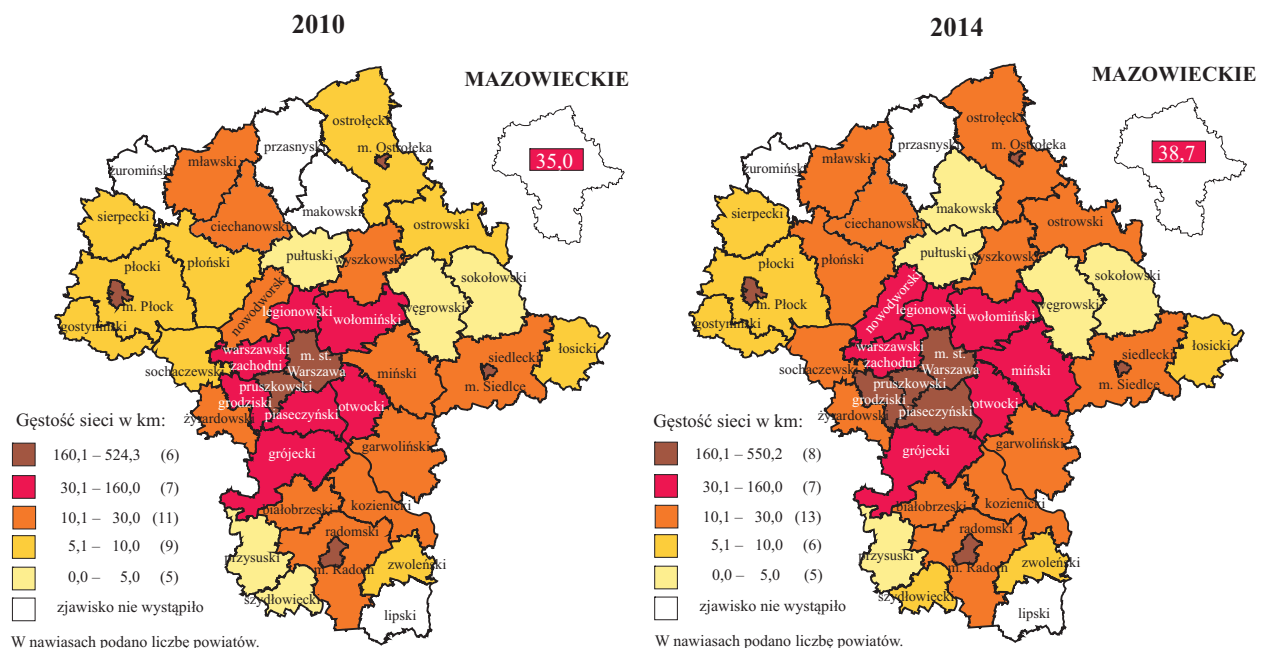 2010
MAZOWIECKIE
35,0
ostrołęcki
m. Ostrołęka
przasnyski
żuromiński
mławski
makowski
ciechanowski
sierpecki
ostrowski
pułtuski
wyszkowski
płocki
płoński
sokołowski
m. Płock
nowodworski
węgrowski
legionowski
wołomiński
gostyniński
warszawski
zachodni
m. st.
Warszawa
sochaczewski
miński
siedlecki
łosicki
m. Siedlce
pruszkowski
grodziski
otwocki
żyrardowski
piaseczyński
garwoliński
grójecki
białobrzeski
kozienicki
radomski
przysuski
m. Radom
zwoleński
szydłowiecki
lipski
Gęstość sieci w km:
160,1 – 524,3 (6)
30,1 – 160,0 (7)
10,1 – 30,0 (11)
5,1 – 10,0 (9)
0,0 – 5,0 (5)
zjawisko nie wystąpiło
W nawiasach podano liczbę powiatów.
2014
MAZOWIECKIE
38,7
ostrołęcki
m. Ostrołęka
przasnyski
żuromiński
mławski
makowski
ciechanowski
sierpecki
ostrowski
pułtuski
wyszkowski
płocki
płoński
sokołowski
m. Płock
nowodworski
węgrowski
legionowski
wołomiński
gostyniński
warszawski
zachodni
m. st.
Warszawa
sochaczewski
miński
siedlecki
łosicki
m. Siedlce
pruszkowski
grodziski
otwocki
żyrardowski
piaseczyński
garwoliński
grójecki
białobrzeski
kozienicki
radomski
przysuski
m. Radom
zwoleński
szydłowiecki
lipski
Gęstość sieci w km:
160,1 – 550,2 (8)
30,1 – 160,0 (7)
10,1 – 30,0 (13)
5,1 – 10,0 (6)
0,0 – 5,0 (5)
zjawisko nie wystąpiło
W nawiasach podano liczbę powiatów.